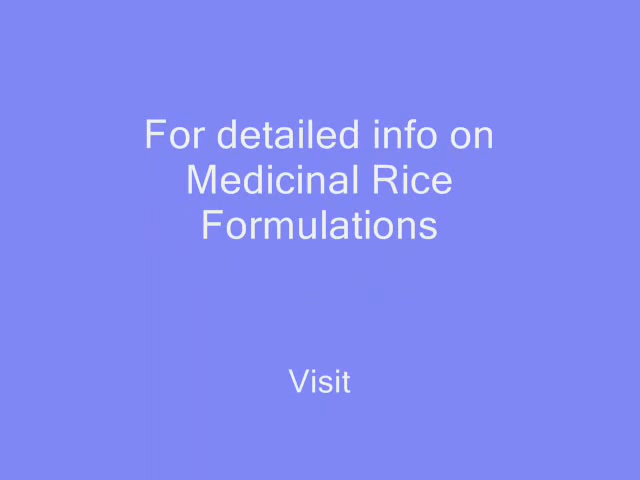 For detailed info on
Medicinal Rice
Formulations
Visit